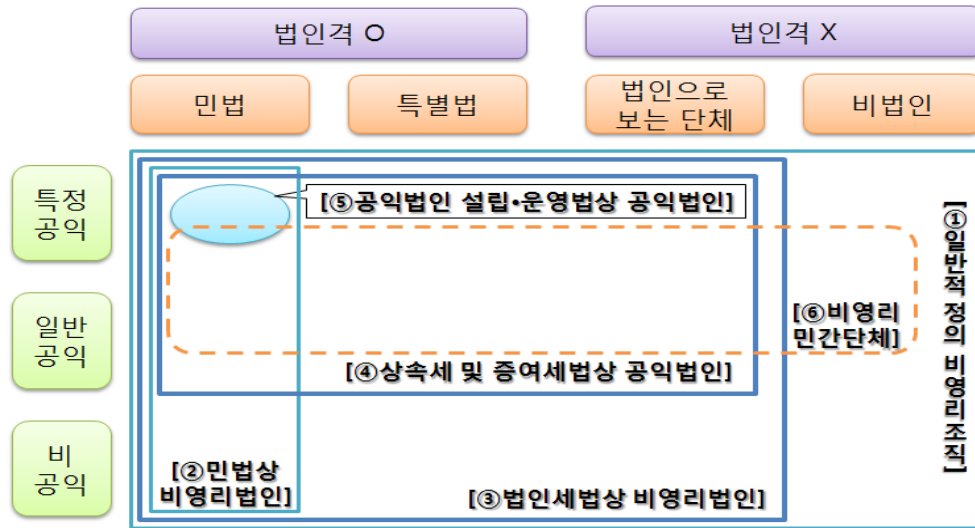 법인격 O
법인격 X
민법
특별법
법인으로
보는 단체
비법인
특정
공익
[⑤공익법인 설립•운영법상 공익법인]
[①일반적 정의 비영리조직]
일반
공익
[⑥비영리
민간단체]
[④상속세 및 증여세법상 공익법인]
비
공익
[②민법상
비영리법인]
[③법인세법상 비영리법인]